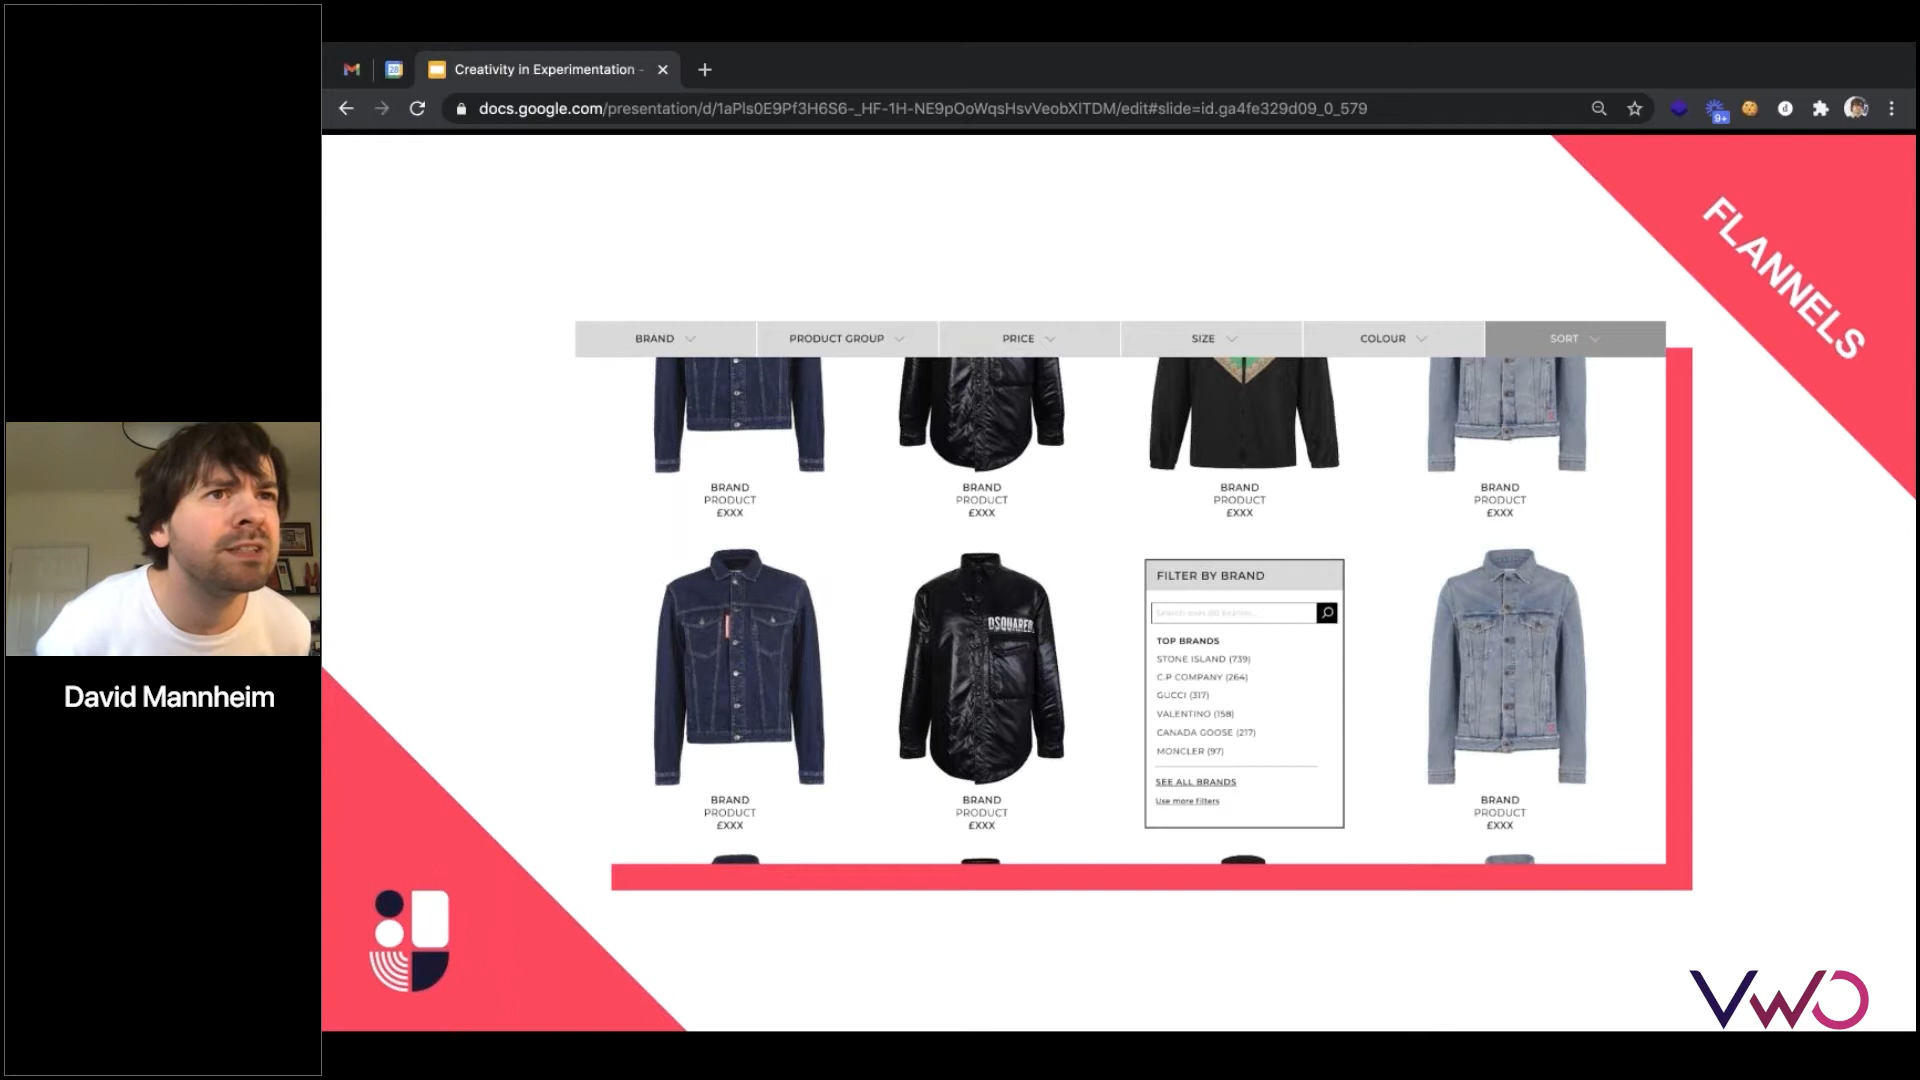 Creativity in Experimentation -
docs.google.com/presentation/d/1aPls0E9Pf3H6S6-_HF-1H-NE9pOoWqsHsvVeobXITDM/edit#slide=id.ga4fe329d09_0_579
9+
FLANNELS
BRAND PRODUCT GROUP PRICE SIZE COLOUR SORT
BRAND BRAND BRAND BRAND
PRODUCT PRODUCT PRODUCT PRODUCT
£XXX £XXX £XXX £XXX
DSQUARED
FILTER BY BRAND
TOP BRANDS
STONE ISLAND (739)
C.P COMPANY (264)
GUCCI (317)
VALENTINO (158)
CANADA GOOSE (217)
MONCLER (97)
SEE ALL BRANDS
Use more filters
BRAND BRAND BRAND
PRODUCT PRODUCT PRODUCT
£XXX £XXX £XXX
David Mannheim
VWO